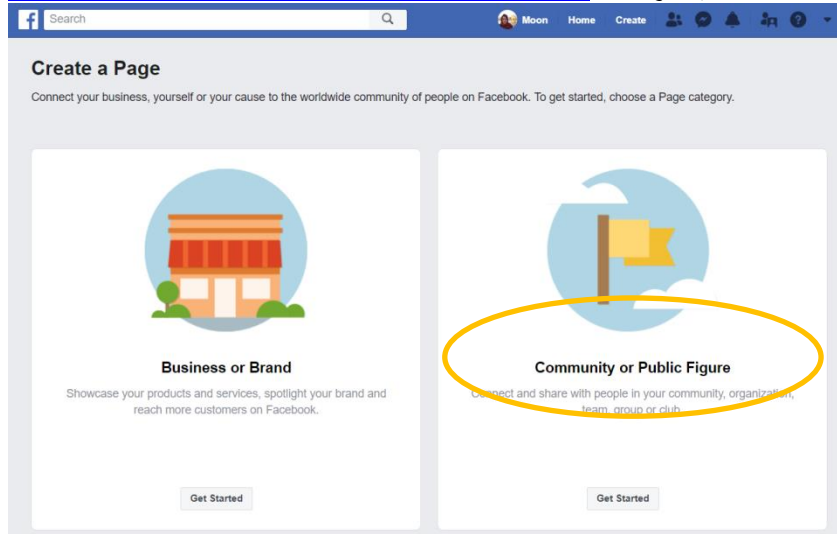 f
Search
Moon Home Create
Create a Page
Connect your business, yourself or your cause to the worldwide community of people on Facebook. To get started, choose a Page category.
Business or Brand
Showcase your products and services, spotlight your brand and
reach more customers on Facebook.
Get Started
Community or Public Figure
Connect and share with people in your community, organization,
team, group or club
Get Started